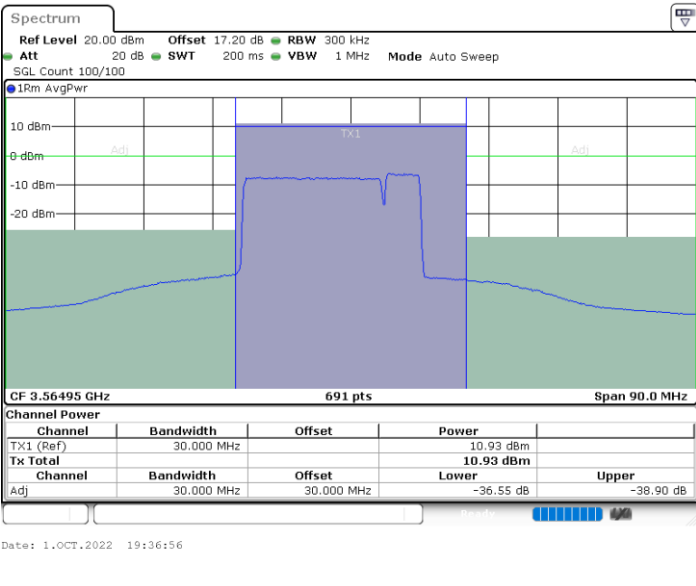 Spectrum
Ref Level 20.00 dBm Offset 17.20 dB RBW 300 kHz
Att 20 dB SWT 200 ms VBW 1 MHz Mode Auto Sweep
SGL Count 100/100
1Rm AvgPwr
10 dBm
TX1
Adj Adj
0 dBm
-10 dBm
-20 dBm
CF 3.56495 GHz 691 pts Span 90.0 MHz
Channel Power
Channel Bandwidth Offset Power
TX1 (Ref) 30.000 MHz 10.93 dBm
Tx Total 10.93 dBm
Channel Bandwidth Offset Lower Upper
Adj 30.000 MHz 30.000 MHz -36.55 dB -38.90 dB
Ready
Date: 1.OCT.2022 19:36:56